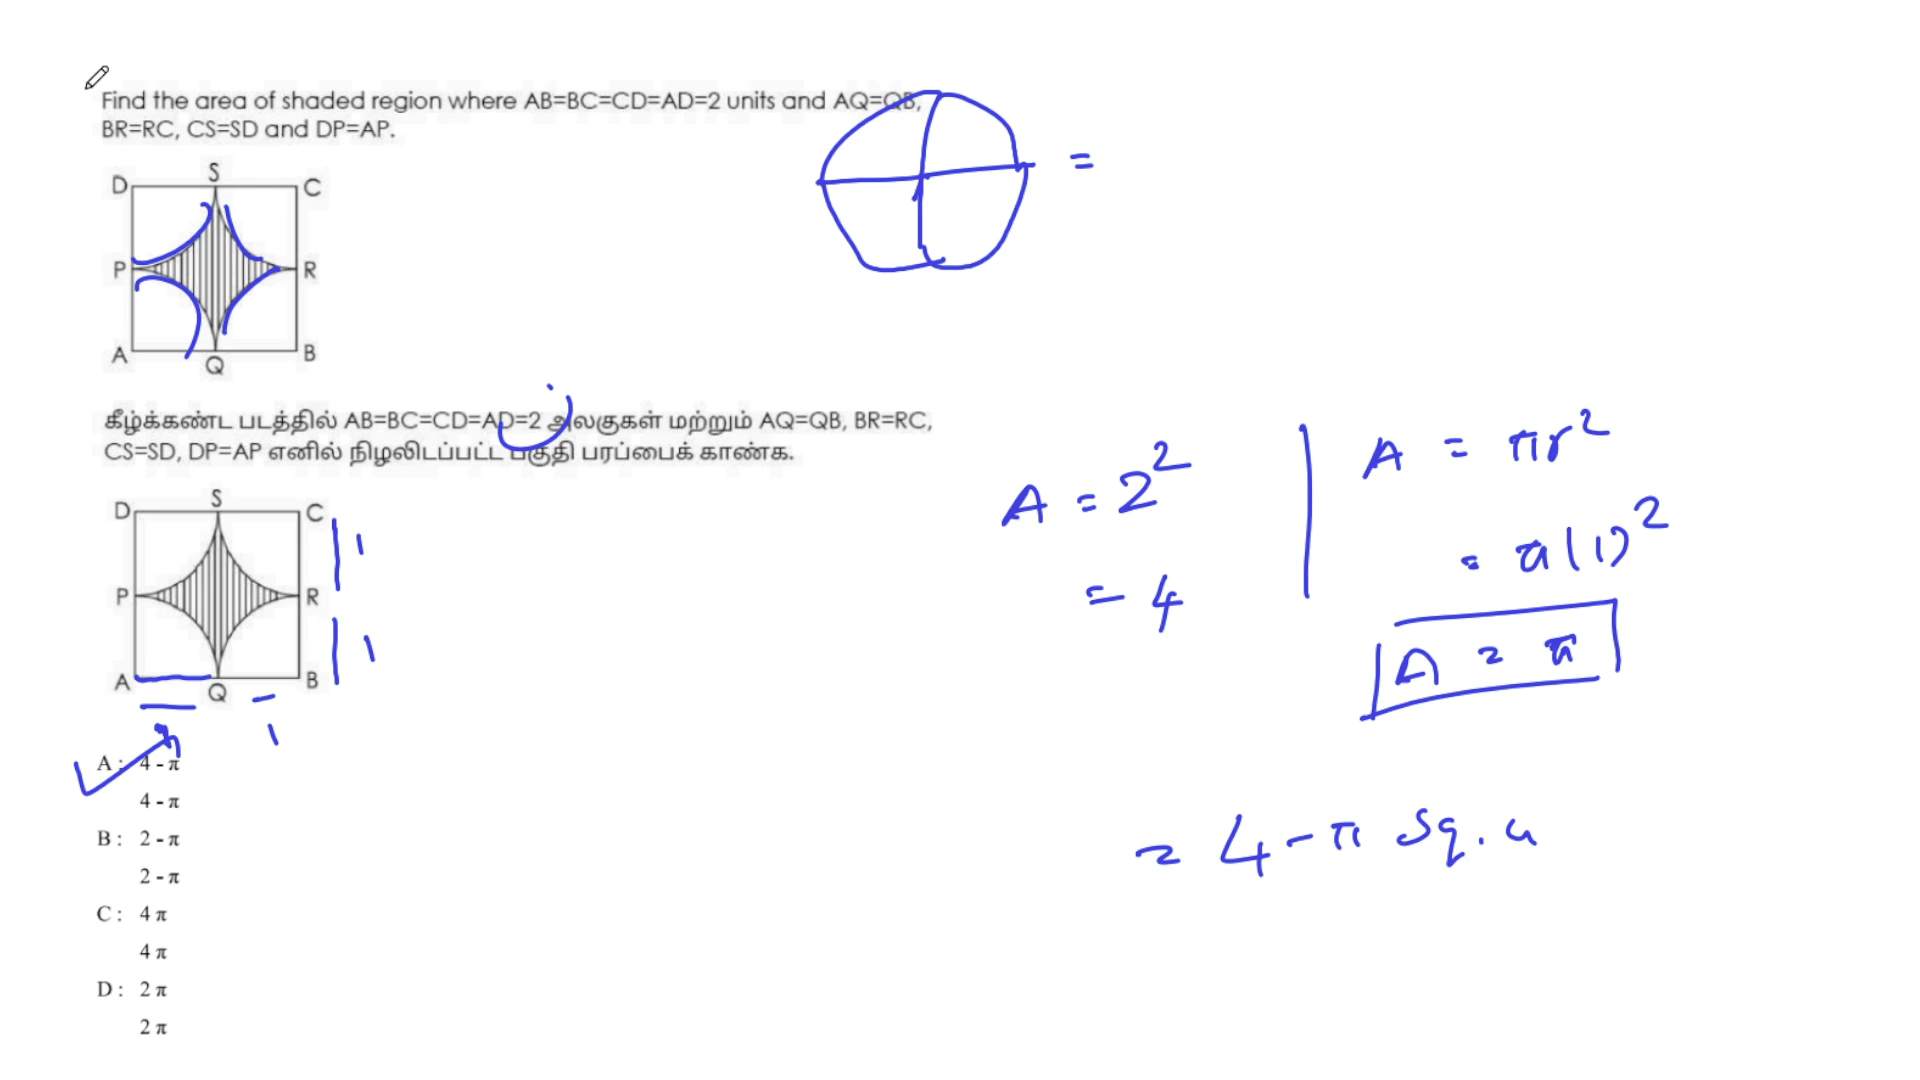 Find the area of shaded region where AB=BC=CD=AD=2 units and AQ=QB,
BR=RC, CS=SD and DP=AP.
=
D S C
P R
A Q B
கீழ்க்கண்ட படத்தில் AB=BC=CD=AD=2 அலகுகள் மற்றும் AQ=QB, BR=RC,
CS=SD, DP=AP எனில் நிழலிடப்பட்ட பகுதி பரப்பைக் காண்க.
D S C
1
P R
1
A Q B
1
A = 2²
= 4
A = πr²
= π(1)²
A = π
= 4 - π Sq. u
A : 4 - π
4 - π
B : 2 - π
2 - π
C : 4 π
4 π
D : 2 π
2 π